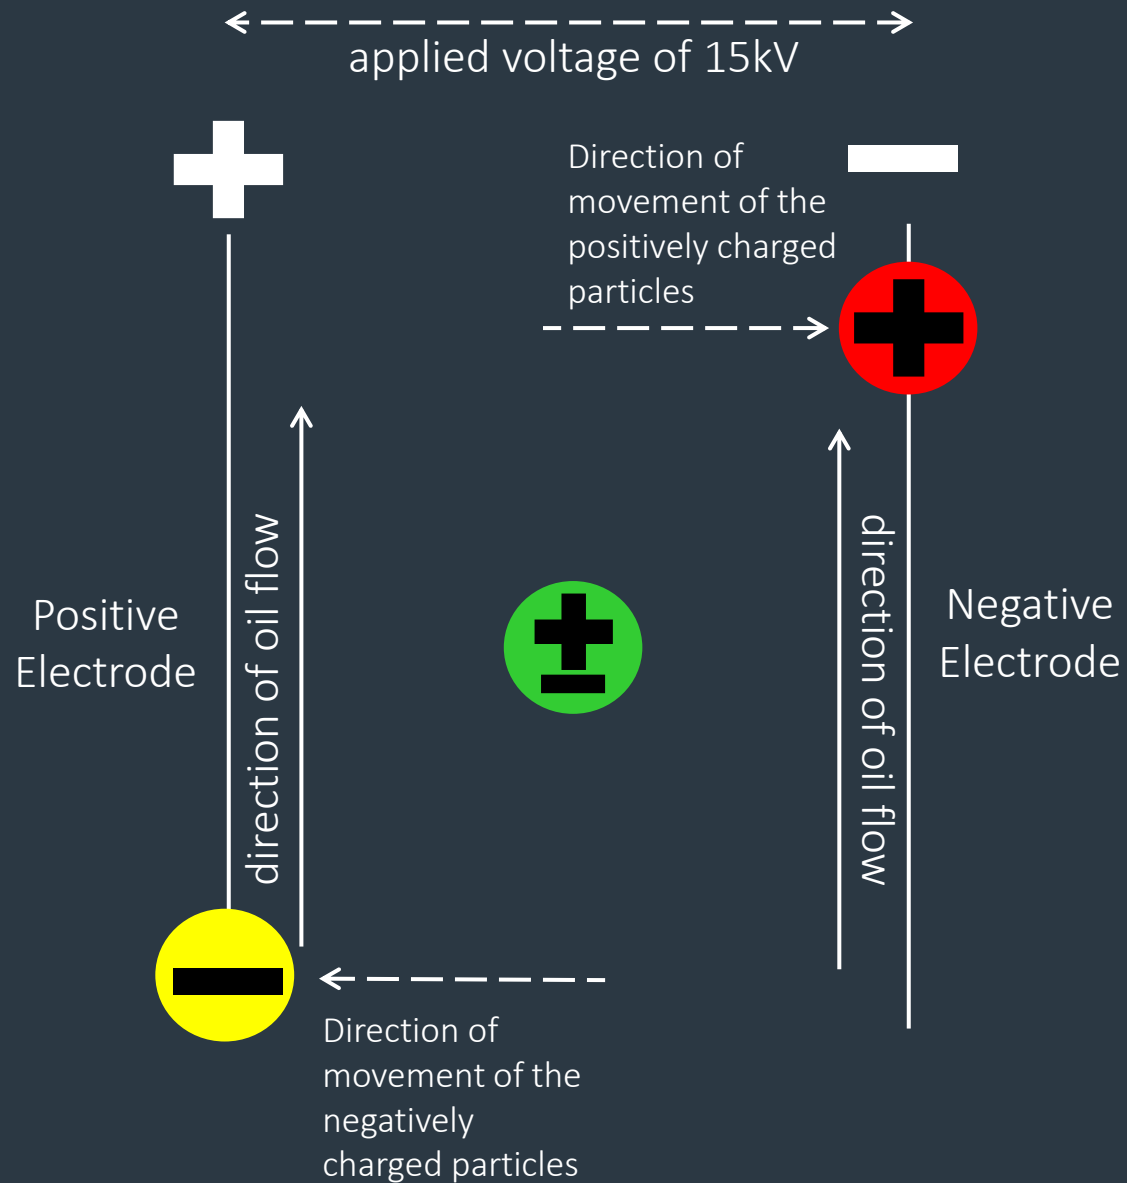 applied voltage of 15kV
Direction of
movement of the
positively charged
particles
Positive
Electrode
direction of oil flow
direction of oil flow
Negative
Electrode
Direction of
movement of the
negatively
charged particles